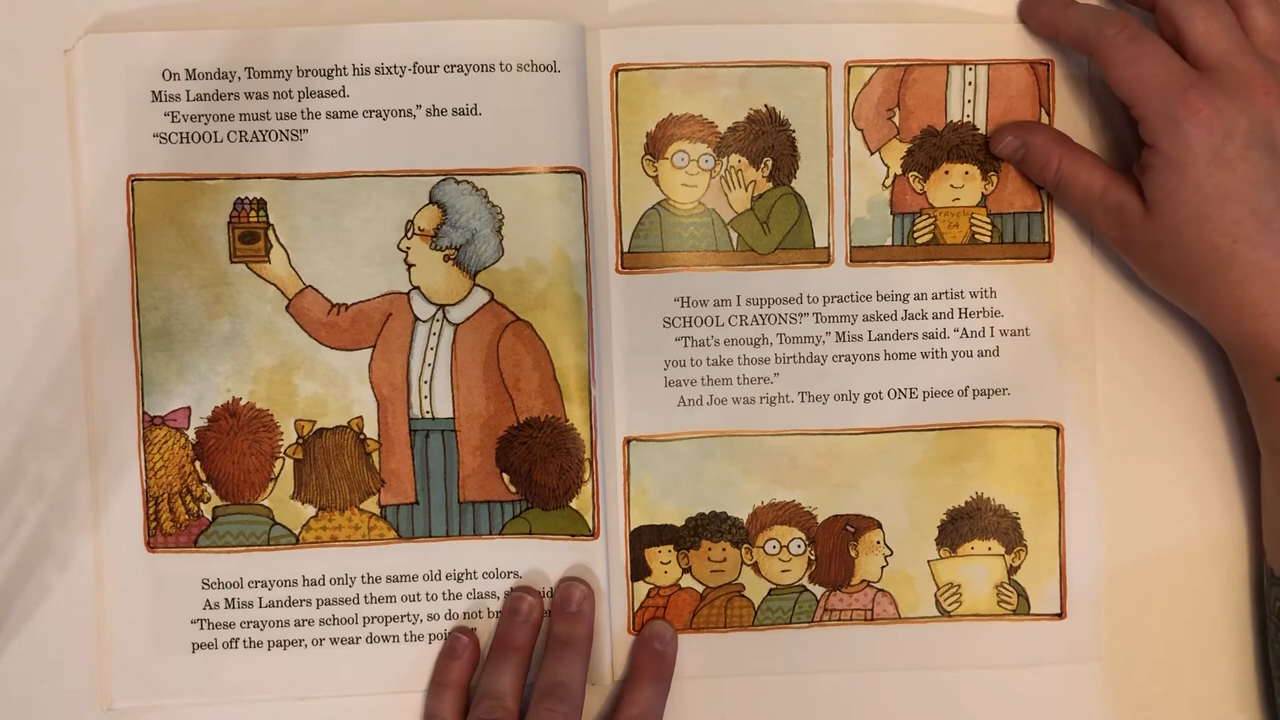 On Monday, Tommy brought his sixty-four crayons to school.
Miss Landers was not pleased.
“Everyone must use the same crayons,” she said.
“SCHOOL CRAYONS!”
School crayons had only the same old eight colors.
As Miss Landers passed them out to the class,
“These crayons are school property, so do not
peel off the paper, or wear down the
“How am I supposed to practice being an artist with
SCHOOL CRAYONS?” Tommy asked Jack and Herbie.
“That’s enough, Tommy,” Miss Landers said. “And I want
you to take those birthday crayons home with you and
leave them there.”
And Joe was right. They only got ONE piece of paper.
64